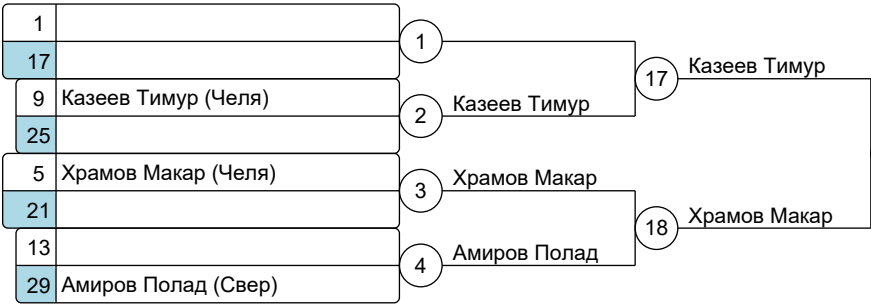 1
17
1
9 Казеев Тимур (Челя)
25
2
Казеев Тимур
17
Казеев Тимур
5 Храмов Макар (Челя)
21
3
Храмов Макар
13
29 Амиров Полад (Свер)
4
Амиров Полад
18
Храмов Макар